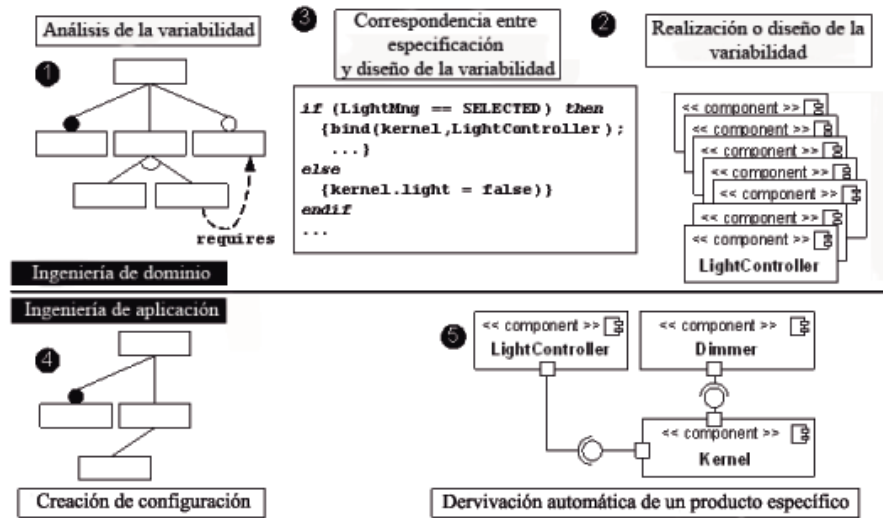 Análisis de la variabilidad
1
requires
3
Correspondencia entre
especificación
y diseño de la variabilidad
if (LightMng == SELECTED) then
{bind(kernel,LightController);
...}
else
{kernel.light = false)}
endif
...
2
Realización o diseño de la
variabilidad
<< component >>
<< component >>
<< component >>
<< component >>
<< component >>
<< component >>
<< component >>
LightController
Ingeniería de dominio
Ingeniería de aplicación
4
Creación de configuración
5
<< component >>
LightController
<< component >>
Dimmer
<< component >>
Kernel
Dervivación automática de un producto específico